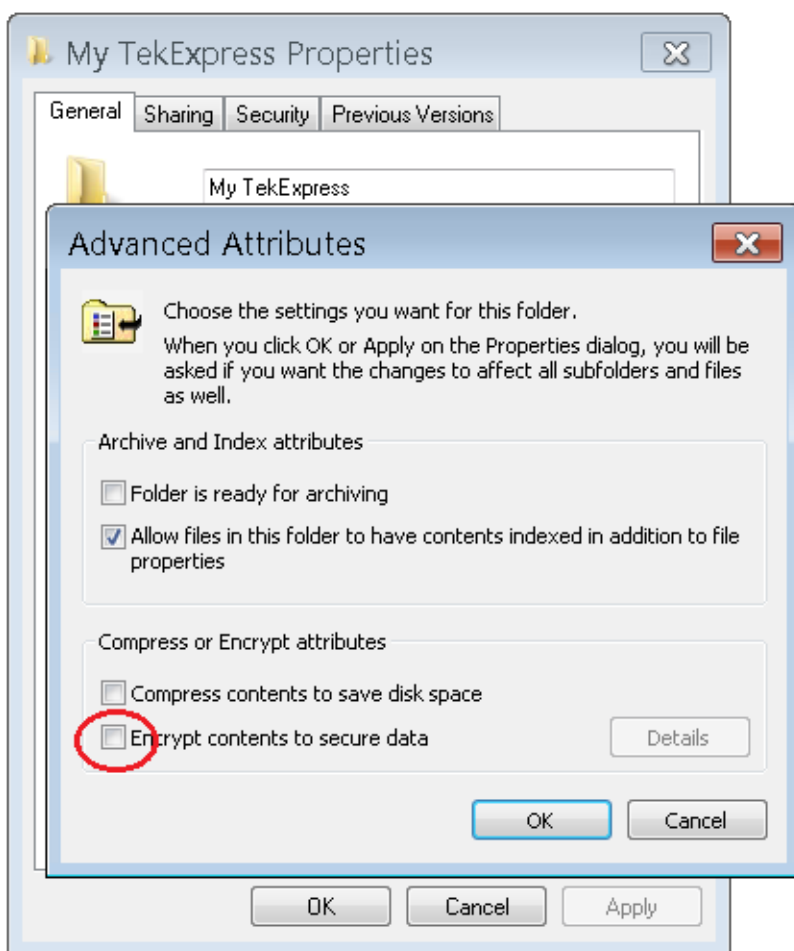 My TekExpress Properties
General Sharing Security Previous Versions
My TekExpress
Advanced Attributes
Choose the settings you want for this folder.
When you click OK or Apply on the Properties dialog, you will be
asked if you want the changes to affect all subfolders and files
as well.
Archive and Index attributes
Folder is ready for archiving
Allow files in this folder to have contents indexed in addition to file
properties
Compress or Encrypt attributes
Compress contents to save disk space
Encrypt contents to secure data Details
OK Cancel
OK Cancel Apply